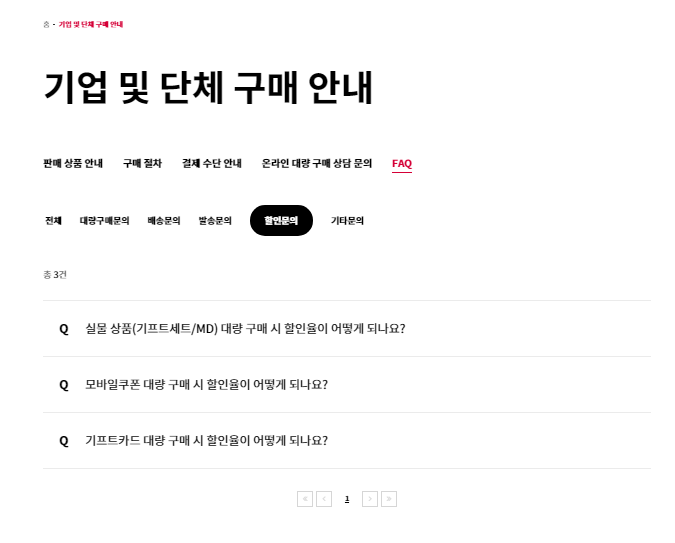 홈 - 기업 및 단체 구매 안내
기업 및 단체 구매 안내
판매 상품 안내 구매 절차 결제 수단 안내 온라인 대량 구매 상담 문의 FAQ
전체 대량구매문의 배송문의 발송문의 할인문의 기타문의
총 3건
Q 실물 상품(기프트세트/MD) 대량 구매 시 할인율이 어떻게 되나요?
Q 모바일쿠폰 대량 구매 시 할인율이 어떻게 되나요?
Q 기프트카드 대량 구매 시 할인율이 어떻게 되나요?
« ‹ 1 › »